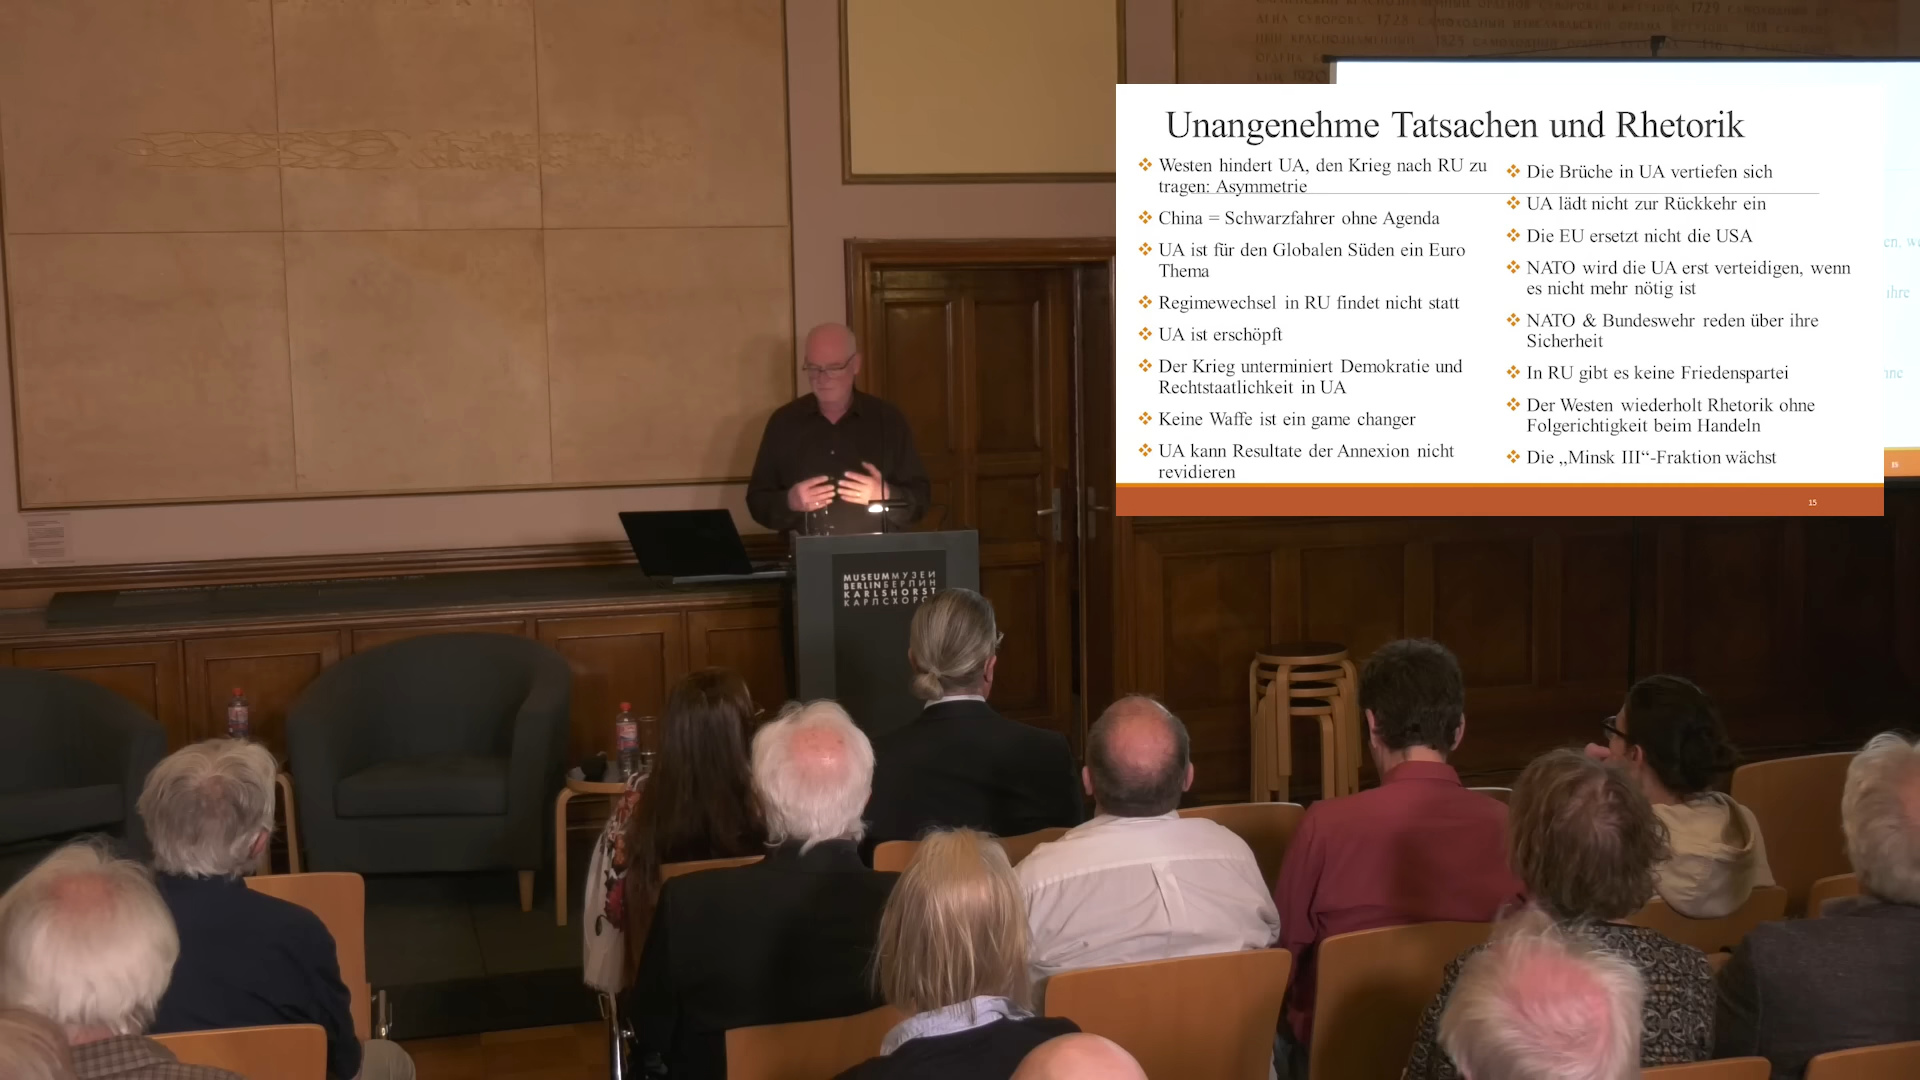 Unangenehme Tatsachen und Rhetorik
Westen hindert UA, den Krieg nach RU zu
tragen: Asymmetrie
China = Schwarzfahrer ohne Agenda
UA ist für den Globalen Süden ein Euro
Thema
Regimewechsel in RU findet nicht statt
UA ist erschöpft
Der Krieg unterminiert Demokratie und
Rechtstaatlichkeit in UA
Keine Waffe ist ein game changer
UA kann Resultate der Annexion nicht
revidieren
Die Brüche in UA vertiefen sich
UA lädt nicht zur Rückkehr ein
Die EU ersetzt nicht die USA
NATO wird die UA erst verteidigen, wenn
es nicht mehr nötig ist
NATO & Bundeswehr reden über ihre
Sicherheit
In RU gibt es keine Friedenspartei
Der Westen wiederholt Rhetorik ohne
Folgerichtigkeit beim Handeln
Die „Minsk III“-Fraktion wächst
15
MUSEUM МУЗЕЙ
BERLIN БЕРЛИН
KARLSHORST
КАРЛСХОРС